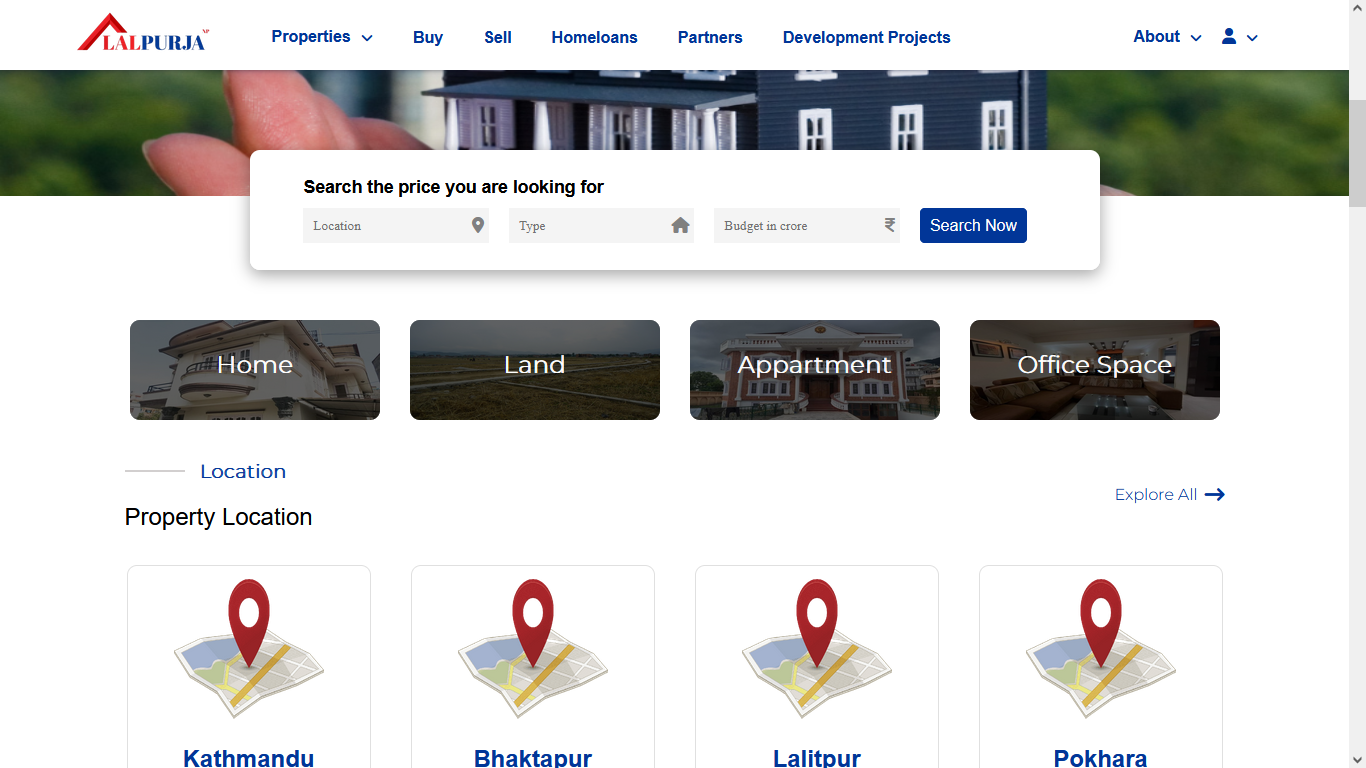 LALPURJA NP
Properties Buy Sell Homeloans Partners Development Projects About
Search the price you are looking for
Location Type Budget in crore ₹ Search Now
Home Land Appartment Office Space
Location
Explore All
Property Location
Kathmandu Bhaktapur Lalitpur Pokhara